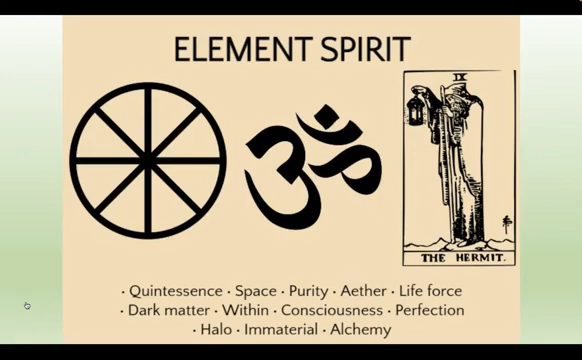 ELEMENT SPIRIT
ॐ
IX
THE HERMIT.
· Quintessence · Space · Purity · Aether · Life force
· Dark matter · Within · Consciousness · Perfection
· Halo · Immaterial · Alchemy